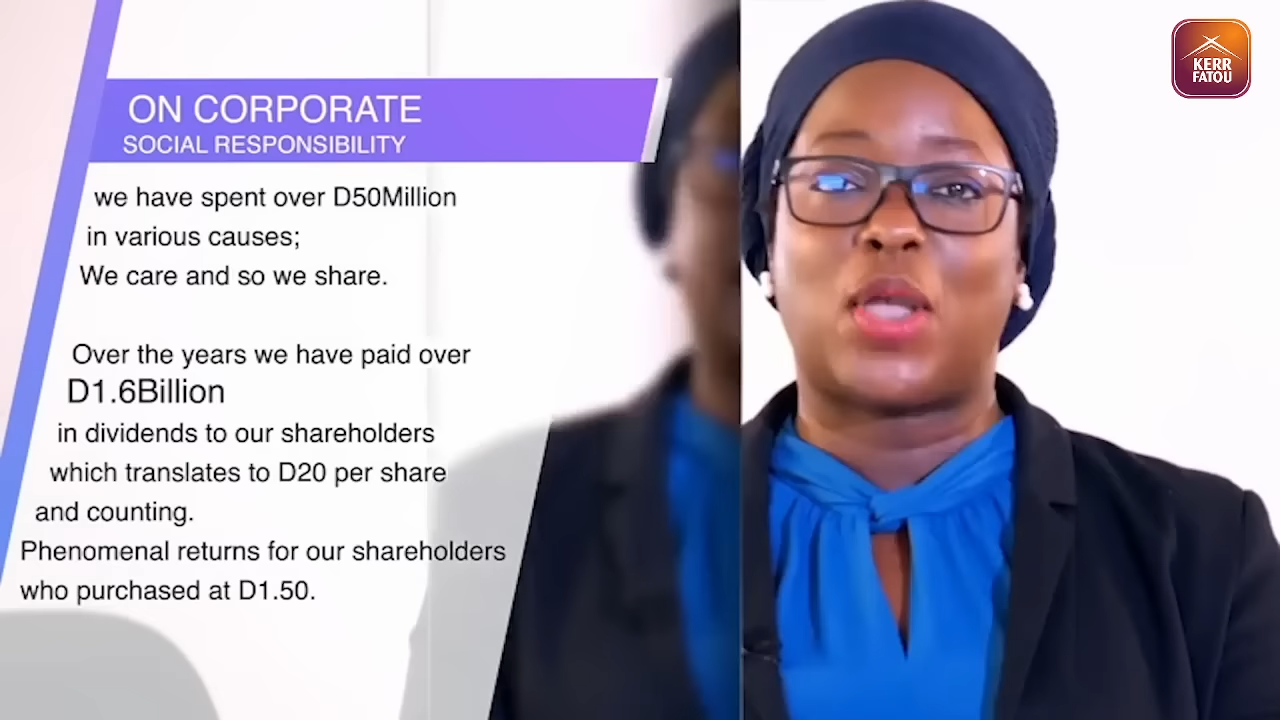 ON CORPORATE
SOCIAL RESPONSIBILITY
we have spent over D50Million
in various causes;
We care and so we share.
Over the years we have paid over
D1.6Billion
in dividends to our shareholders
which translates to D20 per share
and counting.
Phenomenal returns for our shareholders
who purchased at D1.50.
KERR
FATOU